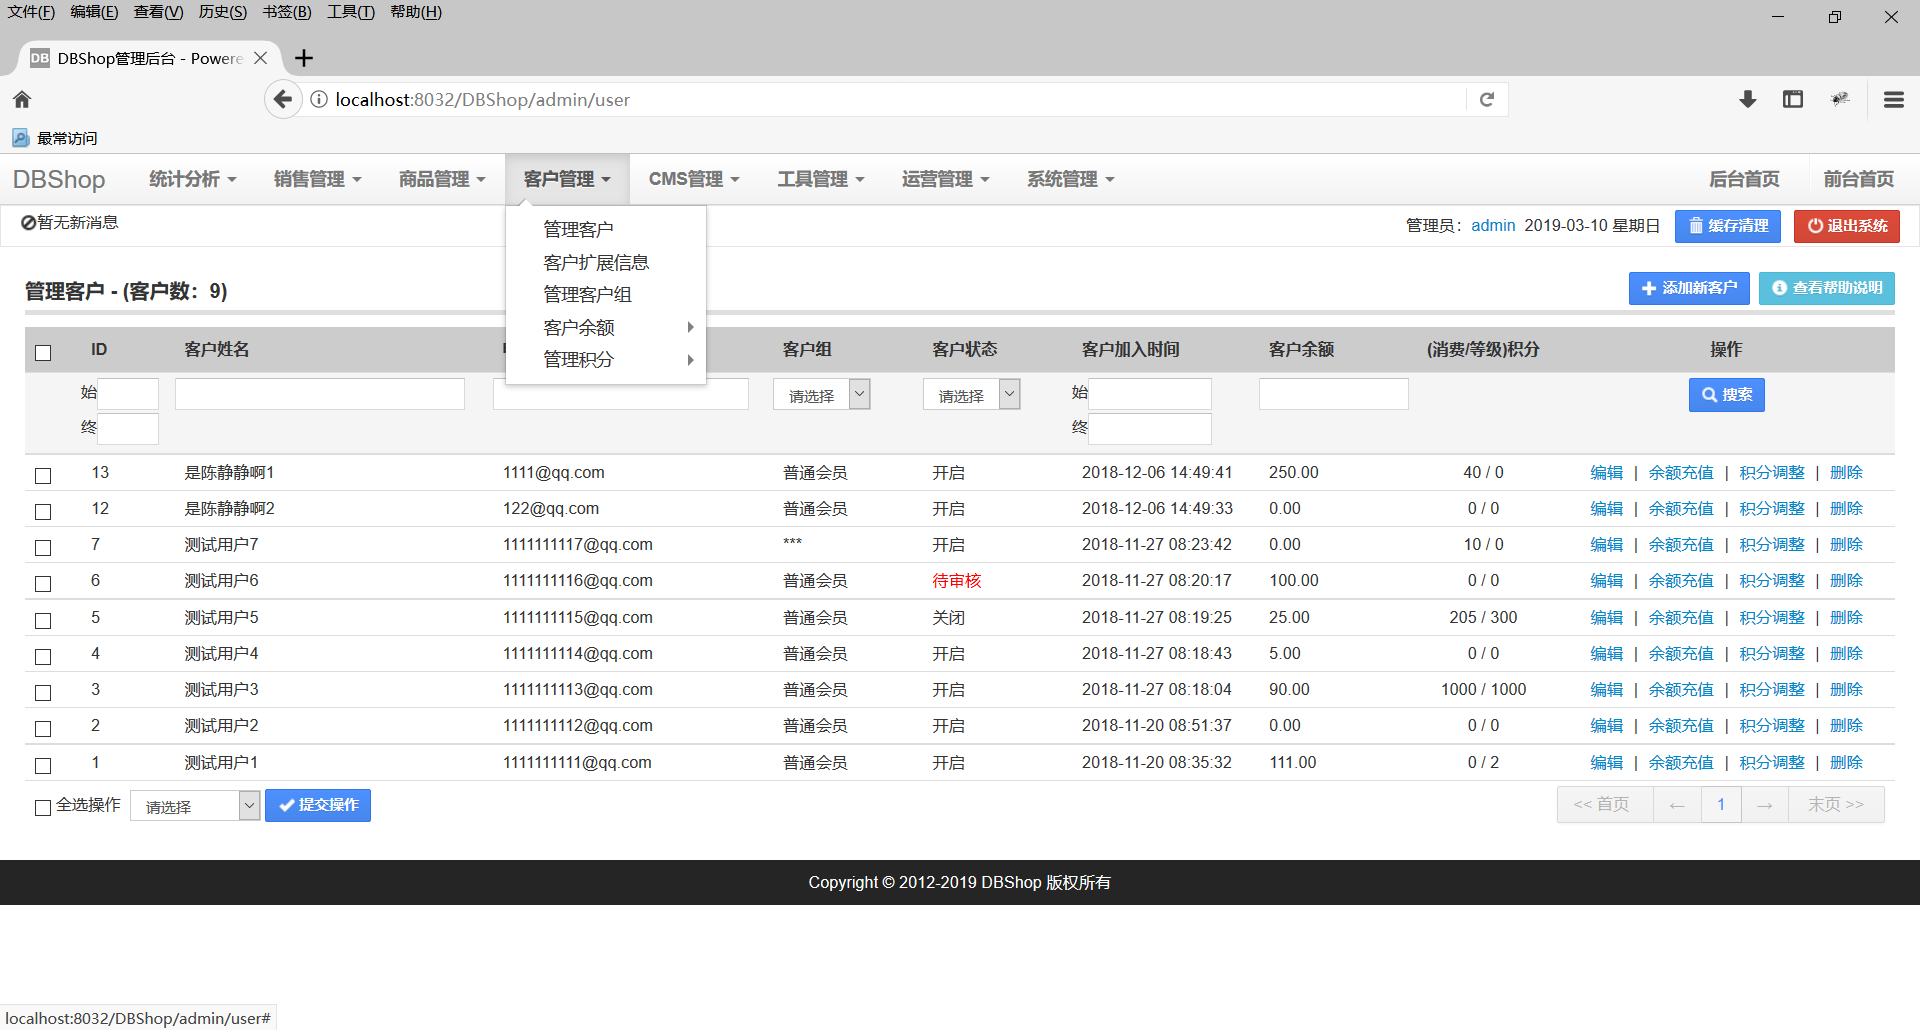 文件(F) 编辑(E) 查看(V) 历史(S) 书签(B) 工具(T) 帮助(H)
DB DBShop管理后台 - Powere
localhost:8032/DBShop/admin/user
最常访问
DBShop 统计分析 销售管理 商品管理 客户管理 CMS管理 工具管理 运营管理 系统管理 后台首页 前台首页
暂无新消息 管理员：admin 2019-03-10 星期日 缓存清理 退出系统
管理客户
客户扩展信息
管理客户组
客户余额
管理积分
管理客户 - (客户数：9) 添加新客户 查看帮助说明
ID 客户姓名 客户组 客户状态 客户加入时间 客户余额 (消费/等级)积分 操作
始 请选择 请选择 始 搜索
终 终
13 是陈静静啊1 1111@qq.com 普通会员 开启 2018-12-06 14:49:41 250.00 40 / 0 编辑 | 余额充值 | 积分调整 | 删除
12 是陈静静啊2 122@qq.com 普通会员 开启 2018-12-06 14:49:33 0.00 0 / 0 编辑 | 余额充值 | 积分调整 | 删除
7 测试用户7 1111111117@qq.com *** 开启 2018-11-27 08:23:42 0.00 10 / 0 编辑 | 余额充值 | 积分调整 | 删除
6 测试用户6 1111111116@qq.com 普通会员 待审核 2018-11-27 08:20:17 100.00 0 / 0 编辑 | 余额充值 | 积分调整 | 删除
5 测试用户5 1111111115@qq.com 普通会员 关闭 2018-11-27 08:19:25 25.00 205 / 300 编辑 | 余额充值 | 积分调整 | 删除
4 测试用户4 1111111114@qq.com 普通会员 开启 2018-11-27 08:18:43 5.00 0 / 0 编辑 | 余额充值 | 积分调整 | 删除
3 测试用户3 1111111113@qq.com 普通会员 开启 2018-11-27 08:18:04 90.00 1000 / 1000 编辑 | 余额充值 | 积分调整 | 删除
2 测试用户2 1111111112@qq.com 普通会员 开启 2018-11-20 08:51:37 0.00 0 / 0 编辑 | 余额充值 | 积分调整 | 删除
1 测试用户1 1111111111@qq.com 普通会员 开启 2018-11-20 08:35:32 111.00 0 / 2 编辑 | 余额充值 | 积分调整 | 删除
全选操作 请选择 提交操作 << 首页 ← 1 → 末页 >>
Copyright © 2012-2019 DBShop 版权所有
localhost:8032/DBShop/admin/user#